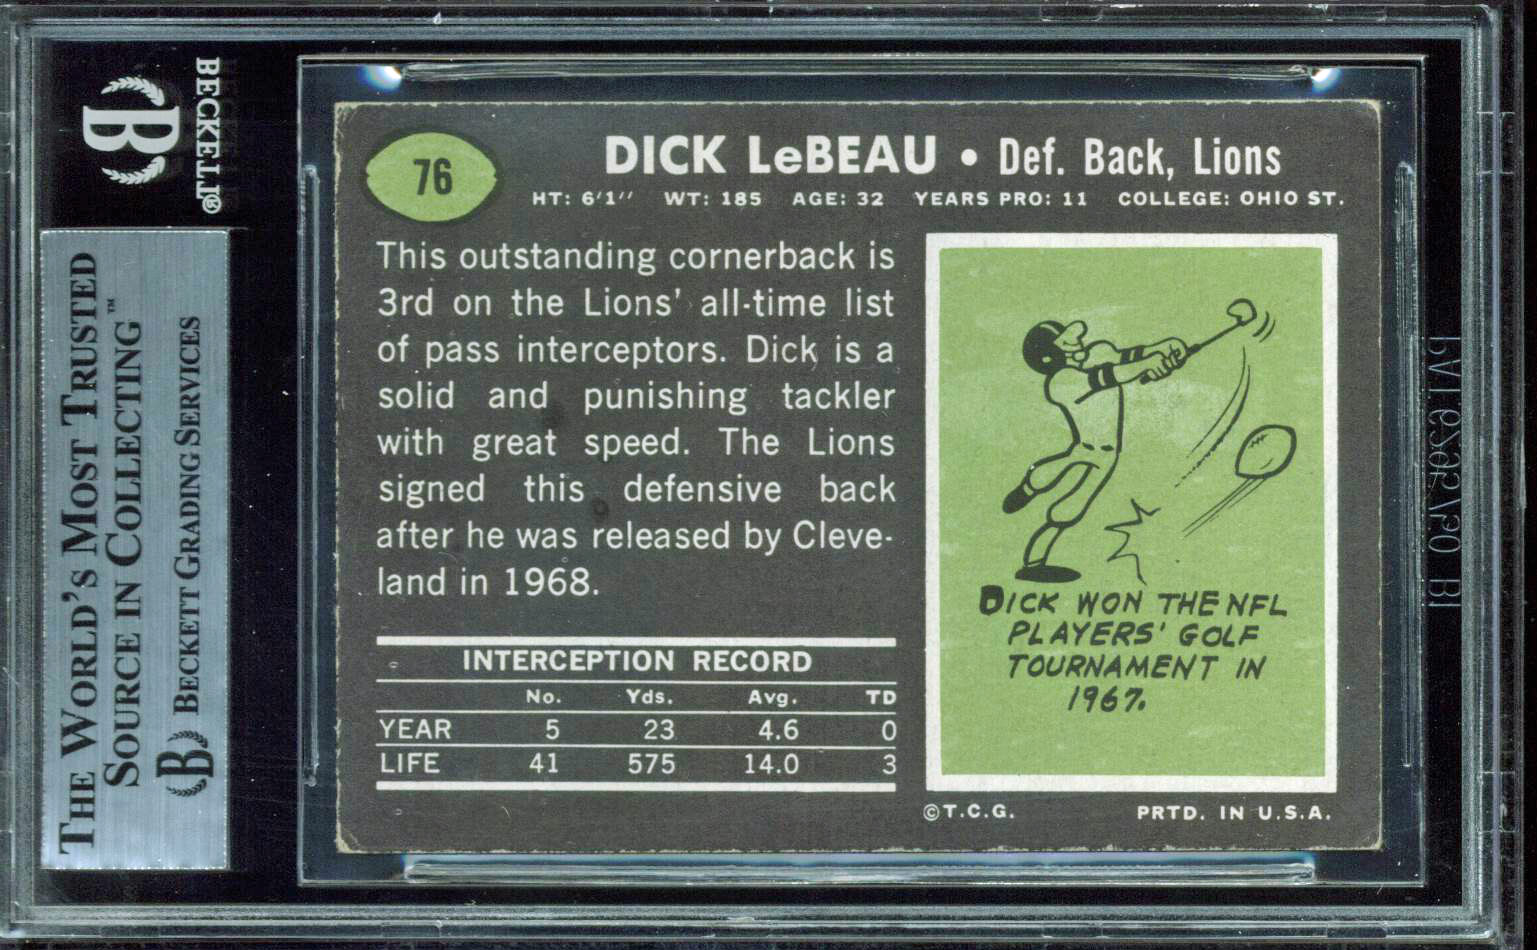 BECKETT®
THE WORLD'S MOST TRUSTED
SOURCE IN COLLECTING™
B BECKETT GRADING SERVICES
76
DICK LeBEAU • Def. Back, Lions
HT: 6'1'' WT: 185 AGE: 32 YEARS PRO: 11 COLLEGE: OHIO ST.
This outstanding cornerback is
3rd on the Lions' all-time list
of pass interceptors. Dick is a
solid and punishing tackler
with great speed. The Lions
signed this defensive back
after he was released by Cleve-
land in 1968.
INTERCEPTION RECORD
No. Yds. Avg. TD
YEAR 5 23 4.6 0
LIFE 41 575 14.0 3
DICK WON THE NFL
PLAYERS' GOLF
TOURNAMENT IN
1967.
©T.C.G. PRTD. IN U.S.A.